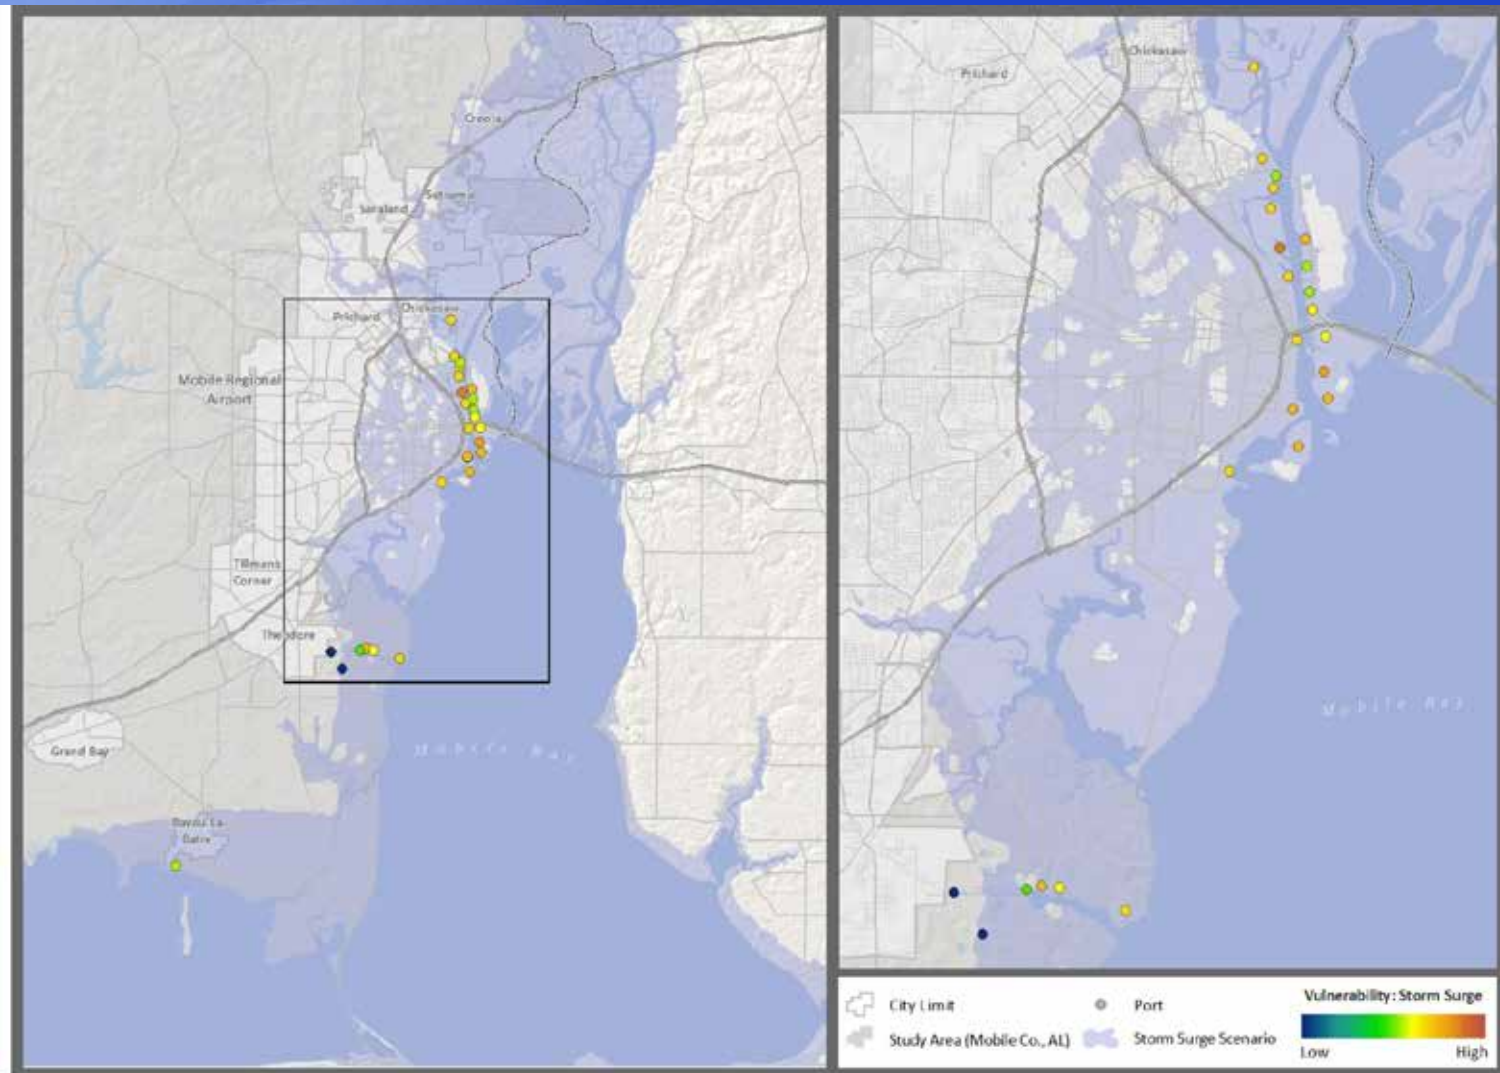 Creola
Satsuma
Saraland
Chickasaw
Prichard
Mobile Regional
Airport
Tillmans
Corner
Theodore
Grand Bay
Mobile Bay
Bayou La
Batre
Chickasaw
Prichard
Mobile Bay
City Limit
Port
Study Area (Mobile Co., AL)
Storm Surge Scenario
Vulnerability: Storm Surge
Low
High